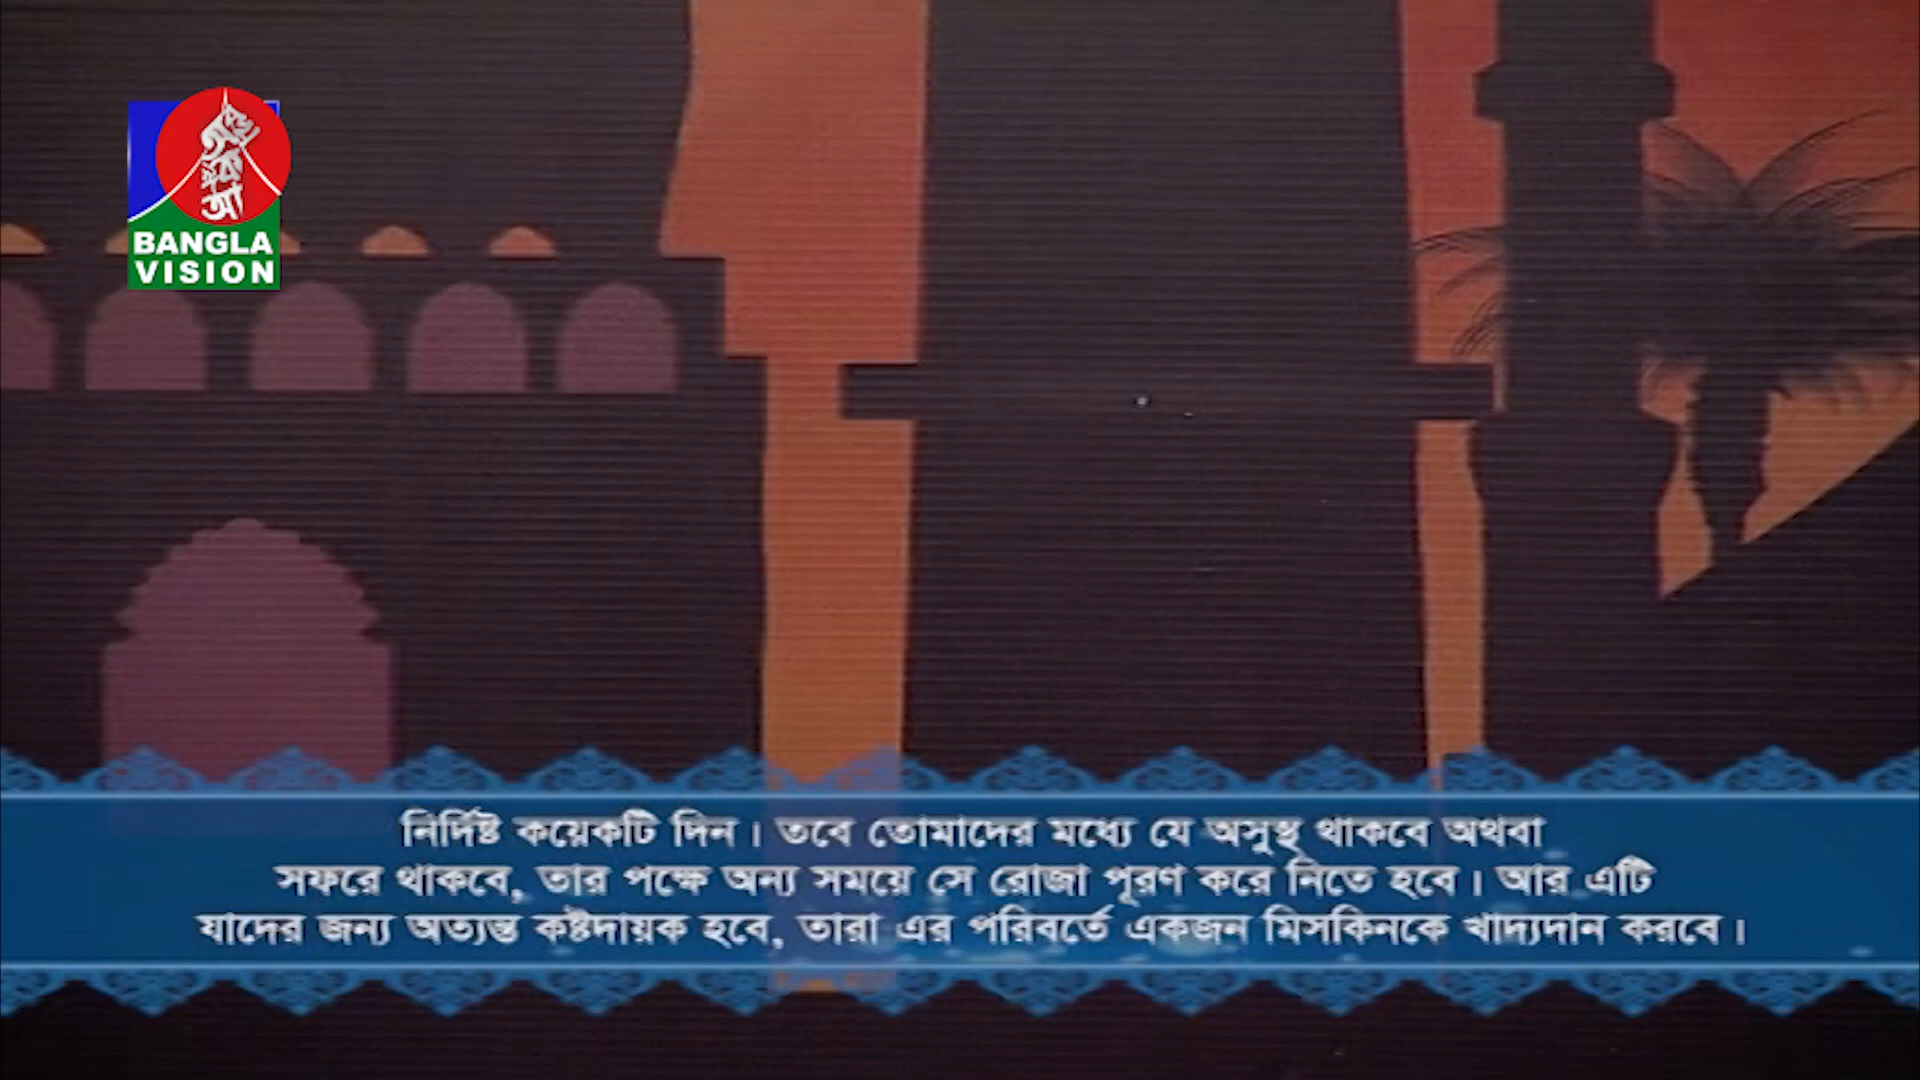 BANGLA
VISION
নির্দিষ্ট কয়েকটি দিন। তবে তোমাদের মধ্যে যে অসুস্থ থাকবে অথবা
সফরে থাকবে, তার পক্ষে অন্য সময়ে সে রোজা পূরণ করে নিতে হবে। আর এটি
যাদের জন্য অত্যন্ত কষ্টদায়ক হবে, তারা এর পরিবর্তে একজন মিসকিনকে খাদ্যদান করবে।